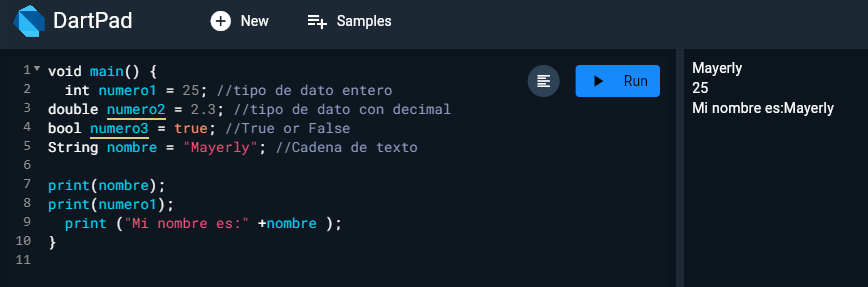 DartPad
New
Samples
1 void main() {
2 int numero1 = 25; //tipo de dato entero
3 double numero2 = 2.3; //tipo de dato con decimal
4 bool numero3 = true; //True or False
5 String nombre = "Mayerly"; //Cadena de texto
6
7 print(nombre);
8 print(numero1);
9 print ("Mi nombre es:" +nombre );
10 }
11
Run
Mayerly
25
Mi nombre es:Mayerly